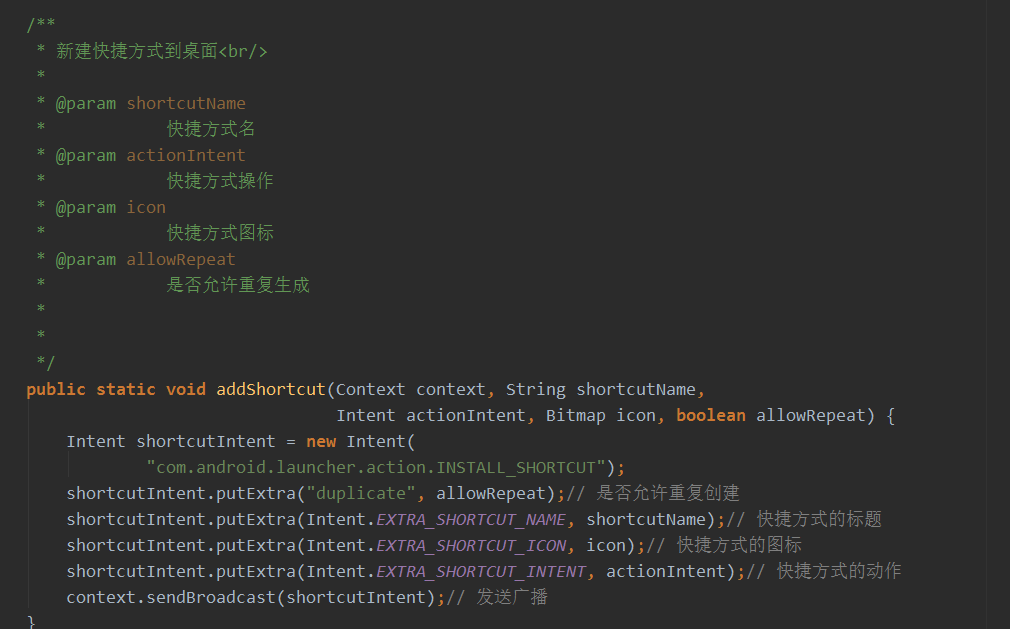 /**
 * 新建快捷方式到桌面<br/>
 *
 * @param shortcutName
 *            快捷方式名
 * @param actionIntent
 *            快捷方式操作
 * @param icon
 *            快捷方式图标
 * @param allowRepeat
 *            是否允许重复生成
 *
 *
 */
public static void addShortcut(Context context, String shortcutName,
                               Intent actionIntent, Bitmap icon, boolean allowRepeat) {
    Intent shortcutIntent = new Intent(
            "com.android.launcher.action.INSTALL_SHORTCUT");
    shortcutIntent.putExtra("duplicate", allowRepeat);// 是否允许重复创建
    shortcutIntent.putExtra(Intent.EXTRA_SHORTCUT_NAME, shortcutName);// 快捷方式的标题
    shortcutIntent.putExtra(Intent.EXTRA_SHORTCUT_ICON, icon);// 快捷方式的图标
    shortcutIntent.putExtra(Intent.EXTRA_SHORTCUT_INTENT, actionIntent);// 快捷方式的动作
    context.sendBroadcast(shortcutIntent);// 发送广播
}